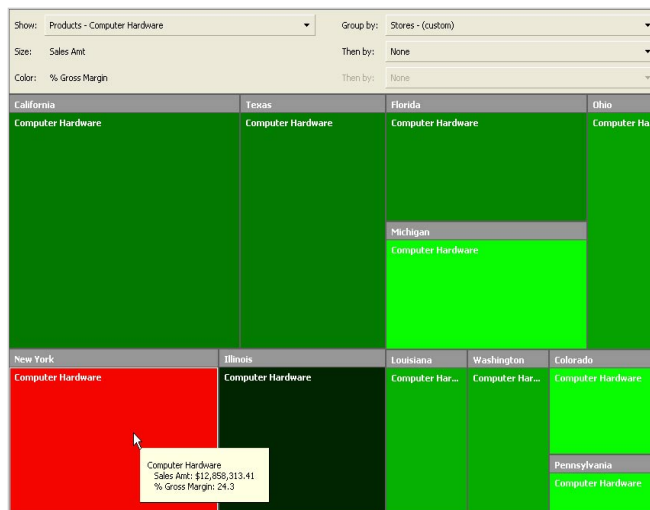 Show: Products - Computer Hardware Group by: Stores - (custom)
Size: Sales Amt Then by: None
Color: % Gross Margin Then by: None
California Texas Florida Ohio
Computer Hardware Computer Hardware Computer Hardware Computer Ha
Michigan
Computer Hardware
New York Illinois Louisiana Washington Colorado
Computer Hardware Computer Hardware Computer Har... Computer Har... Computer Hardware
Computer Hardware
Sales Amt: $12,858,313.41
% Gross Margin: 24.3
Pennsylvania
Computer Hardware